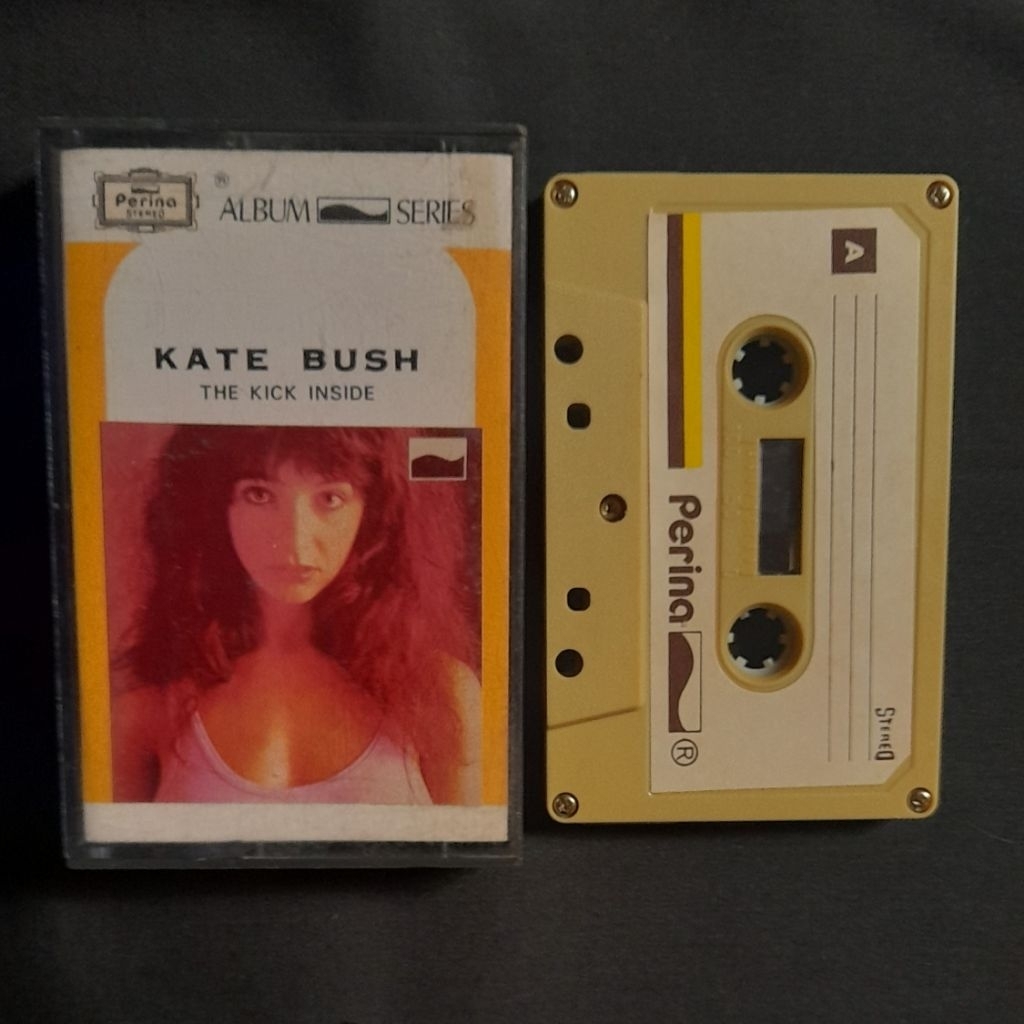 Perina
STEREO
® ALBUM SERIES
KATE BUSH
THE KICK INSIDE
A
Perina ®
STEREO